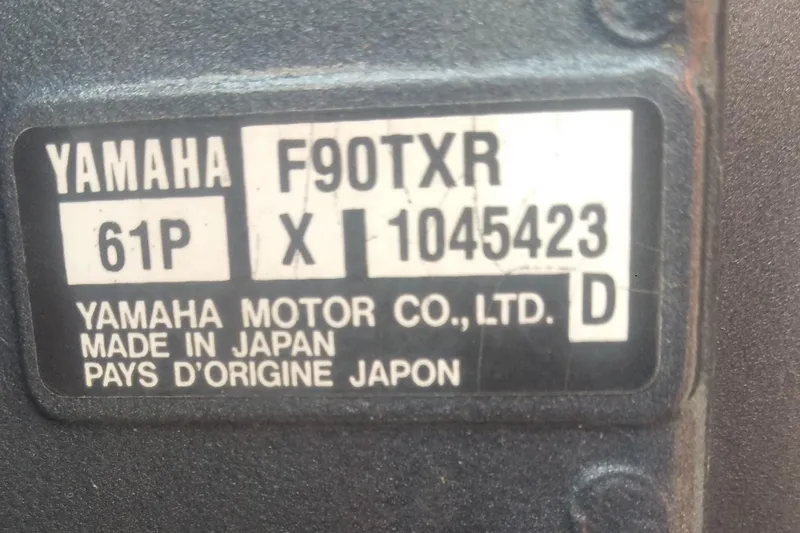 YAMAHA F90TXR
61P X 1045423
YAMAHA MOTOR CO., LTD. D
MADE IN JAPAN
PAYS D'ORIGINE JAPON